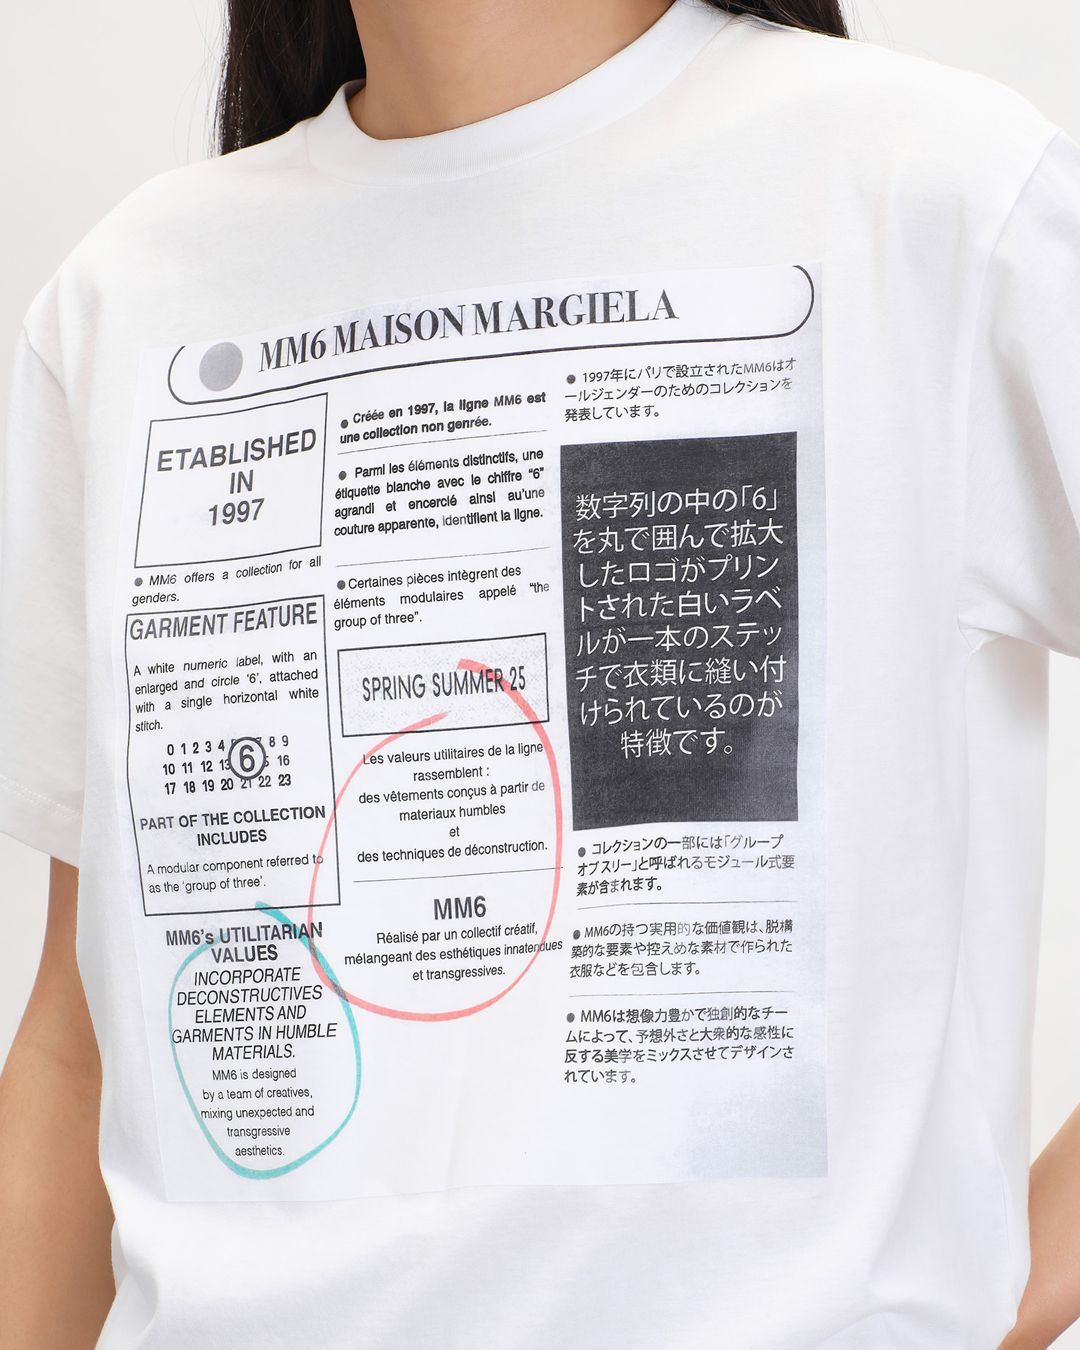 MM6 MAISON MARGIELA
ETABLISHED
IN
1997
● MM6 offers a collection for all
genders.
GARMENT FEATURE
A white numeric label, with an
enlarged and circle ‘6’, attached
with a single horizontal white
stitch.
0 1 2 3 4 7 8 9
10 11 12 13 6 16
17 18 19 20 21 22 23
PART OF THE COLLECTION
INCLUDES
A modular component referred to
as the ‘group of three’.
MM6’s UTILITARIAN
VALUES
INCORPORATE
DECONSTRUCTIVES
ELEMENTS AND
GARMENTS IN HUMBLE
MATERIALS.
MM6 is designed
by a team of creatives,
mixing unexpected and
transgressive
aesthetics.
● Créée en 1997, la ligne MM6 est
une collection non genrée.
● Parmi les éléments distinctifs, une
étiquette blanche avec le chiffre “6”
agrandi et encerclé ainsi au’une
couture apparente, identifient la ligne.
● Certaines pièces intègrent des
éléments modulaires appelé “the
group of three”.
SPRING SUMMER 25
Les valeurs utilitaires de la ligne
rassemblent :
des vêtements conçus à partir de
materiaux humbles
et
des techniques de déconstruction.
MM6
Réalisé par un collectif créatif,
mélangeant des esthétiques innatendues
et transgressives.
● 1997年にパリで設立されたMM6はオ
ールジェンダーのためのコレクションを
発表しています。
数字列の中の「6」
を丸で囲んで拡大
したロゴがプリン
トされた白いラベ
ルが一本のステッ
チで衣類に縫い付
けられているのが
特徴です。
● コレクションの一部には「グループ
オブスリー」と呼ばれるモジュール式要
素が含まれます。
● MM6の持つ実用的な価値観は、脱構
築的な要素や控えめな素材で作られた
衣服などを包含します。
● MM6は想像力豊かで独創的なチー
ムによって、予想外さと大衆的な感性に
反する美学をミックスさせてデザインさ
れています。